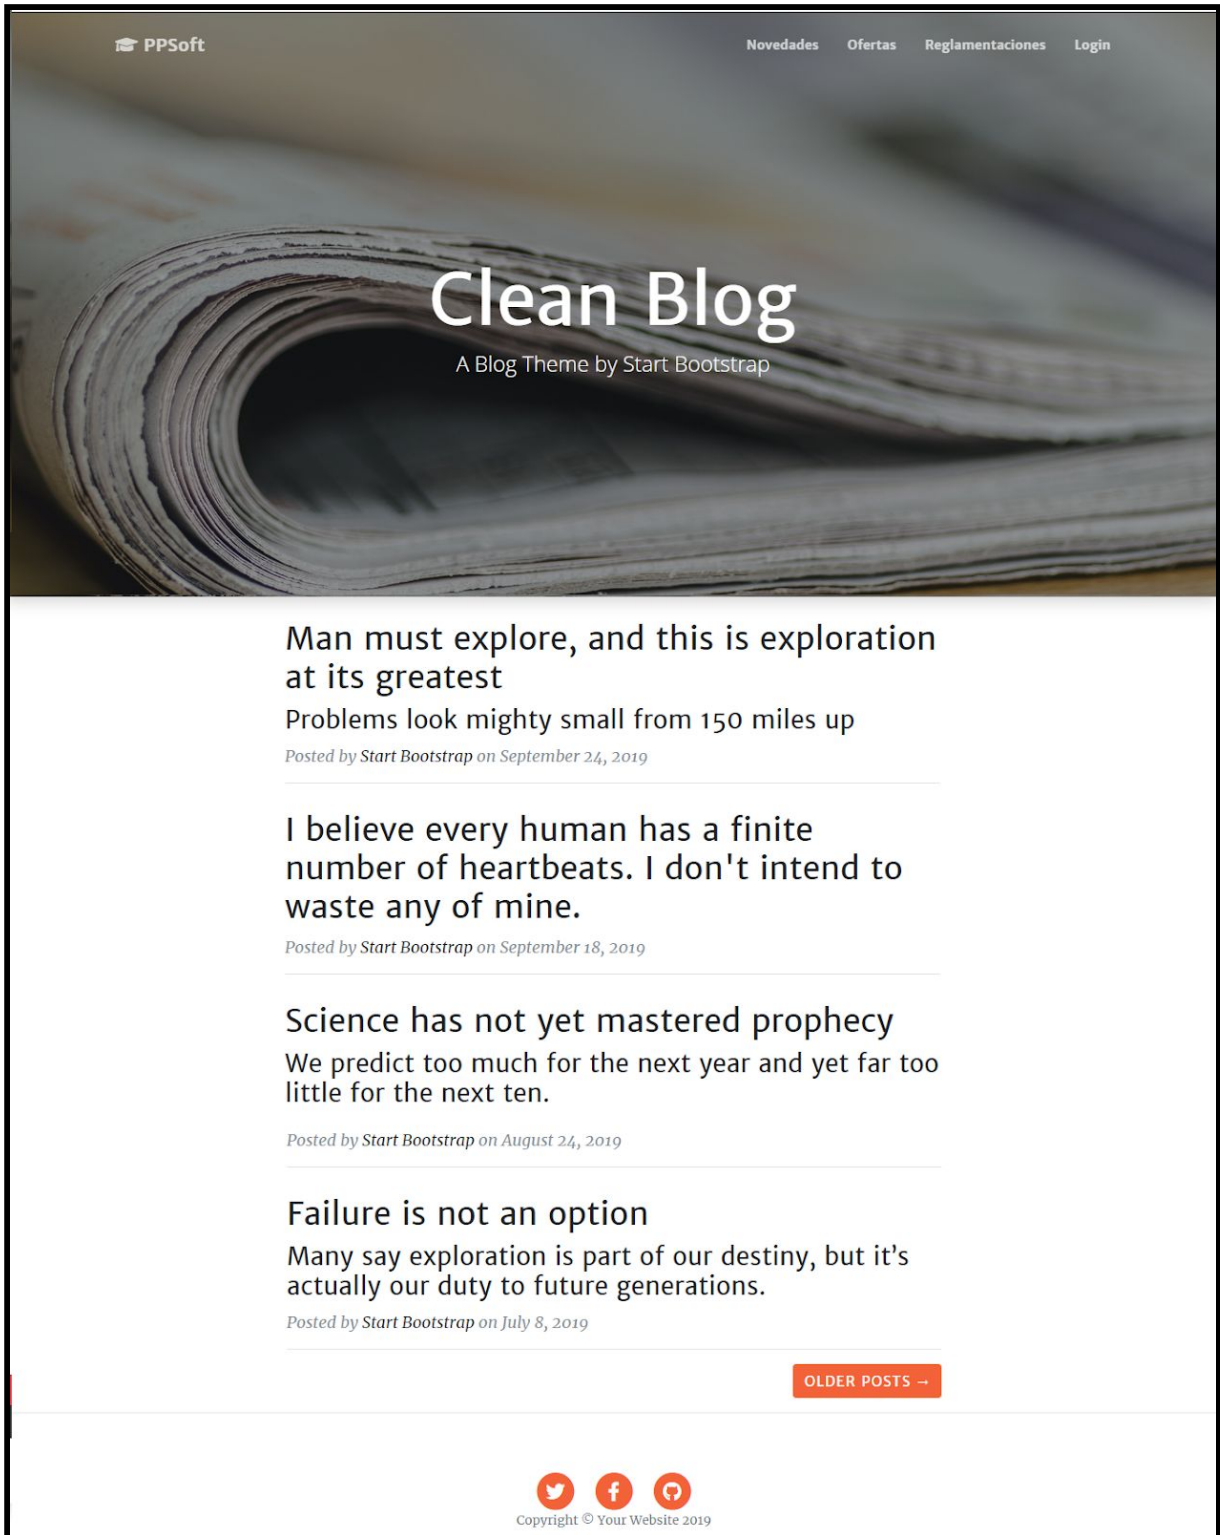 PPSoft
Novedades Ofertas Reglamentaciones Login
Clean Blog
A Blog Theme by Start Bootstrap
Man must explore, and this is exploration
at its greatest
Problems look mighty small from 150 miles up
Posted by Start Bootstrap on September 24, 2019
I believe every human has a finite
number of heartbeats. I don't intend to
waste any of mine.
Posted by Start Bootstrap on September 18, 2019
Science has not yet mastered prophecy
We predict too much for the next year and yet far too
little for the next ten.
Posted by Start Bootstrap on August 24, 2019
Failure is not an option
Many say exploration is part of our destiny, but it’s
actually our duty to future generations.
Posted by Start Bootstrap on July 8, 2019
OLDER POSTS →
Copyright © Your Website 2019